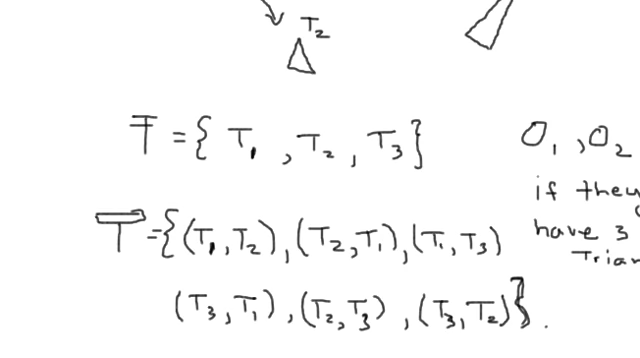 T₂
T = { T₁ , T₂ , T₃ }
O₁ , O₂
if they
T = { (T₁ , T₂) , (T₂ , T₁) , (T₁ , T₃)
have 3
(T₃ , T₁) , (T₂ , T₃) , (T₃ , T₂) } .